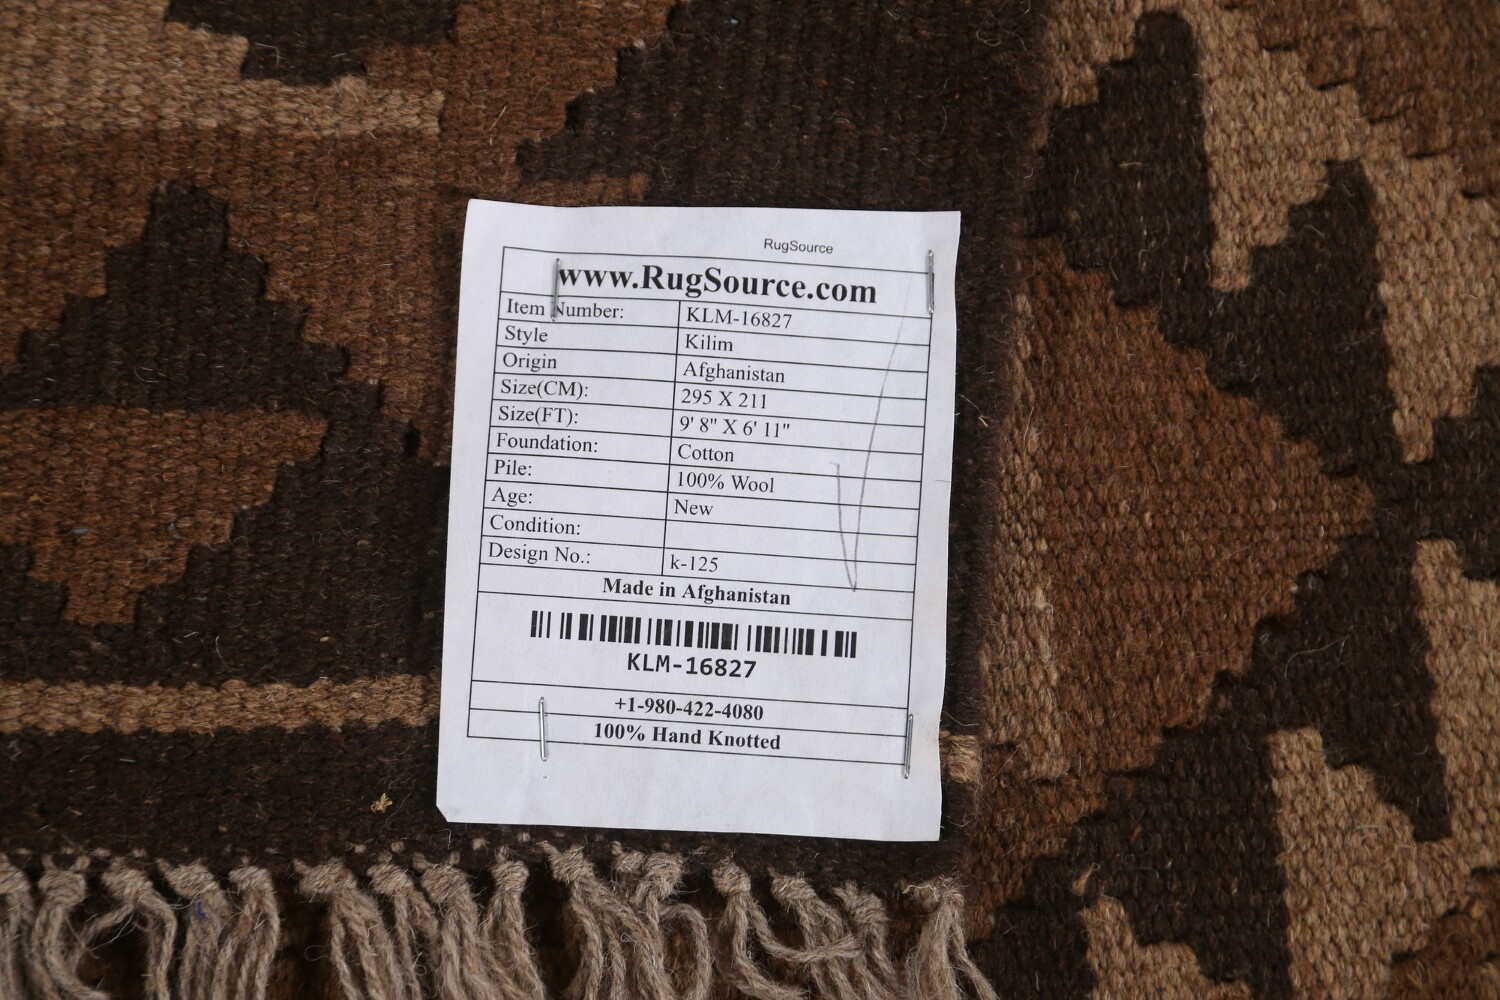 RugSource
www.RugSource.com
Item Number: KLM-16827
Style Kilim
Origin Afghanistan
Size(CM): 295 X 211
Size(FT): 9' 8" X 6' 11"
Foundation: Cotton
Pile: 100% Wool
Age: New
Condition:
Design No.: k-125
Made in Afghanistan
KLM-16827
+1-980-422-4080
100% Hand Knotted